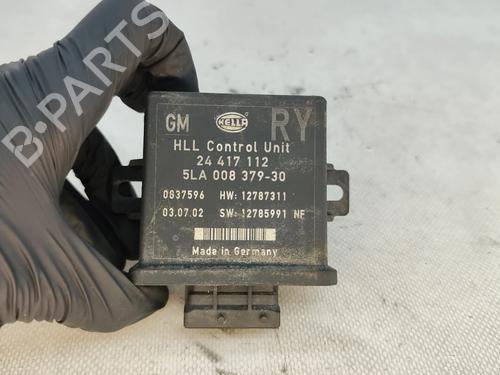 GM HELLA RY
HLL Control Unit
24 417 112
5LA 008 379-30
0837596 HW: 12787311
03.07.02 SW: 12785991 NF
Made in Germany
B-PARTS